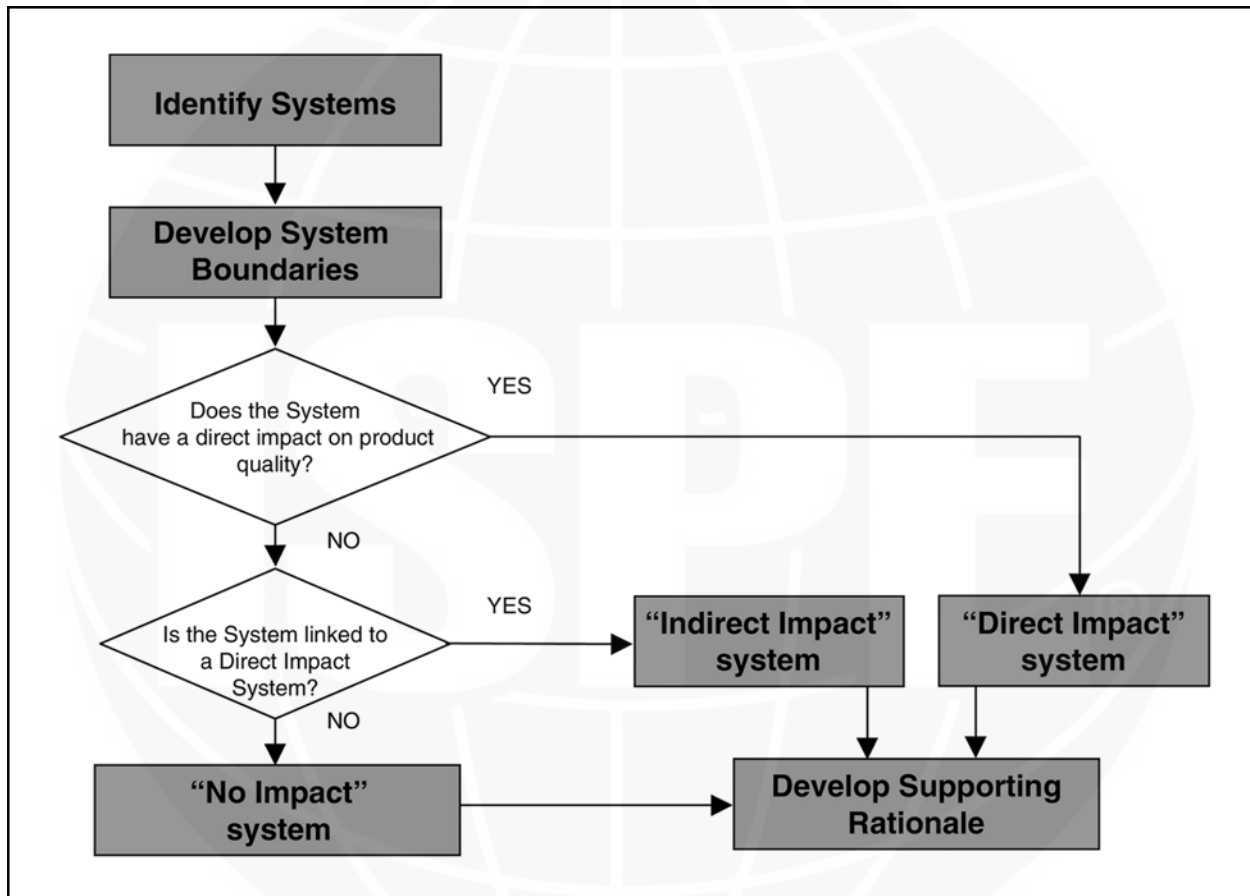 Identify Systems
Develop System
Boundaries
Does the System
have a direct impact on product
quality?
YES
NO
Is the System linked to
a Direct Impact
System?
YES
NO
“Indirect Impact”
system
“Direct Impact”
system
“No Impact”
system
Develop Supporting
Rationale
ISPE
®